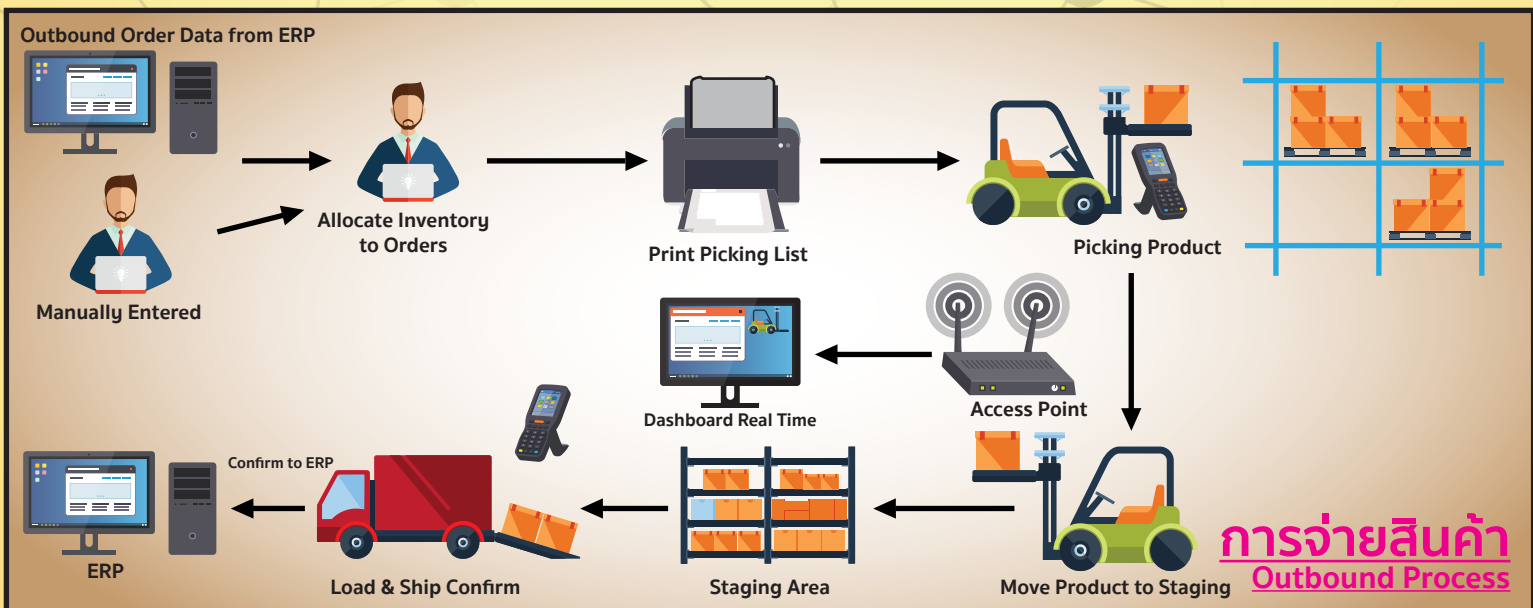 Outbound Order Data from ERP
Allocate Inventory
to Orders
Manually Entered
Print Picking List
Picking Product
Access Point
Dashboard Real Time
Confirm to ERP
ERP
Load & Ship Confirm
Staging Area
Move Product to Staging
การจ่ายสินค้า
Outbound Process